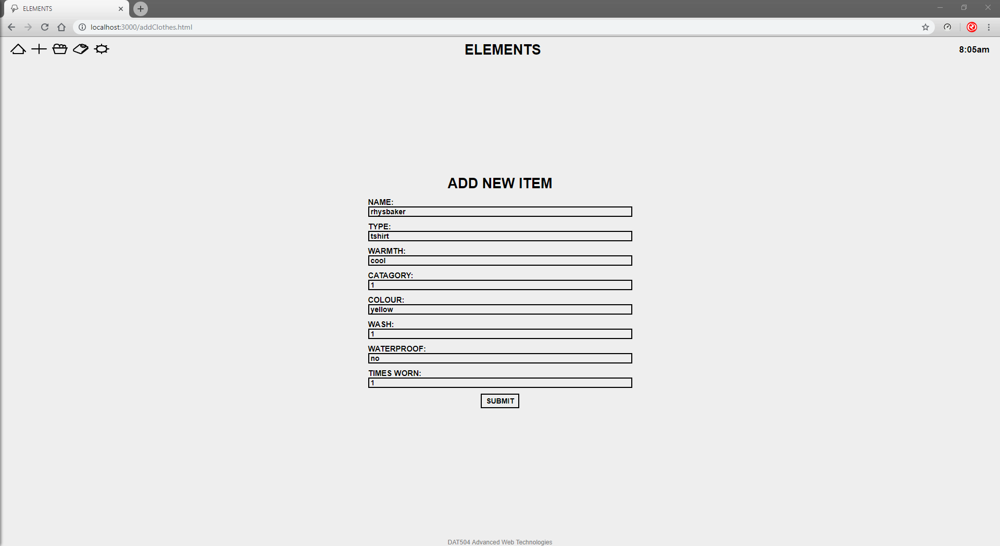 ELEMENTS
localhost:3000/addClothes.html
ELEMENTS
8:05am
ADD NEW ITEM
NAME:
rhysbaker
TYPE:
tshirt
WARMTH:
cool
CATAGORY:
1
COLOUR:
yellow
WASH:
1
WATERPROOF:
no
TIMES WORN:
1
SUBMIT
DAT504 Advanced Web Technologies